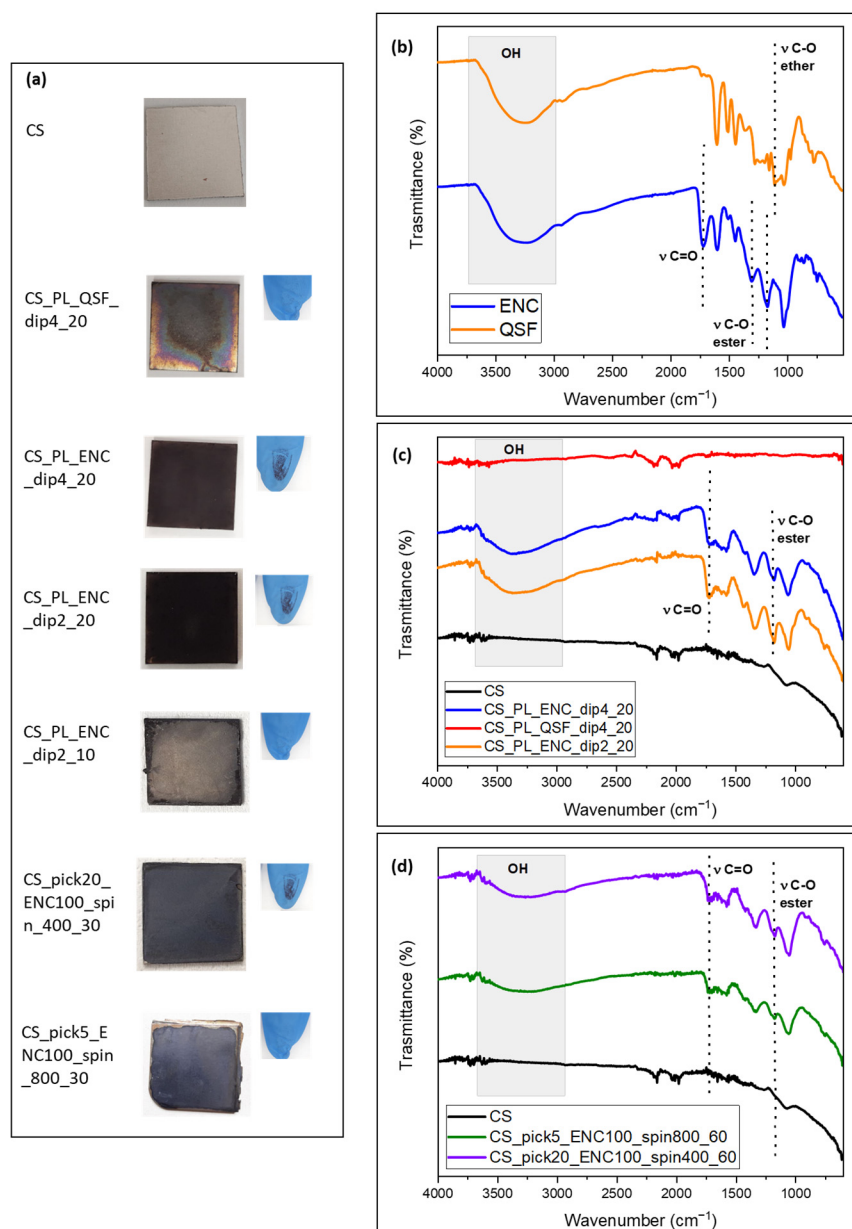 (a)
CS
CS_PL_QSF_
dip4_20
CS_PL_ENC
_dip4_20
CS_PL_ENC
_dip2_20
CS_PL_ENC
_dip2_10
CS_pick20_
ENC100_spi
n_400_30
CS_pick5_E
NC100_spin
_800_30
(b)
OH
ν C-O
ether
ν C=O
ν C-O
ester
ENC
QSF
Trasmittance (%)
4000 3500 3000 2500 2000 1500 1000
Wavenumber (cm⁻¹)
(c)
OH
ν C-O
ester
ν C=O
CS
CS_PL_ENC_dip4_20
CS_PL_QSF_dip4_20
CS_PL_ENC_dip2_20
Trasmittance (%)
4000 3500 3000 2500 2000 1500 1000
Wavenumber (cm⁻¹)
(d)
OH
ν C=O
ν C-O
ester
CS
CS_pick5_ENC100_spin800_60
CS_pick20_ENC100_spin400_60
Trasmittance (%)
4000 3500 3000 2500 2000 1500 1000
Wavenumber (cm⁻¹)